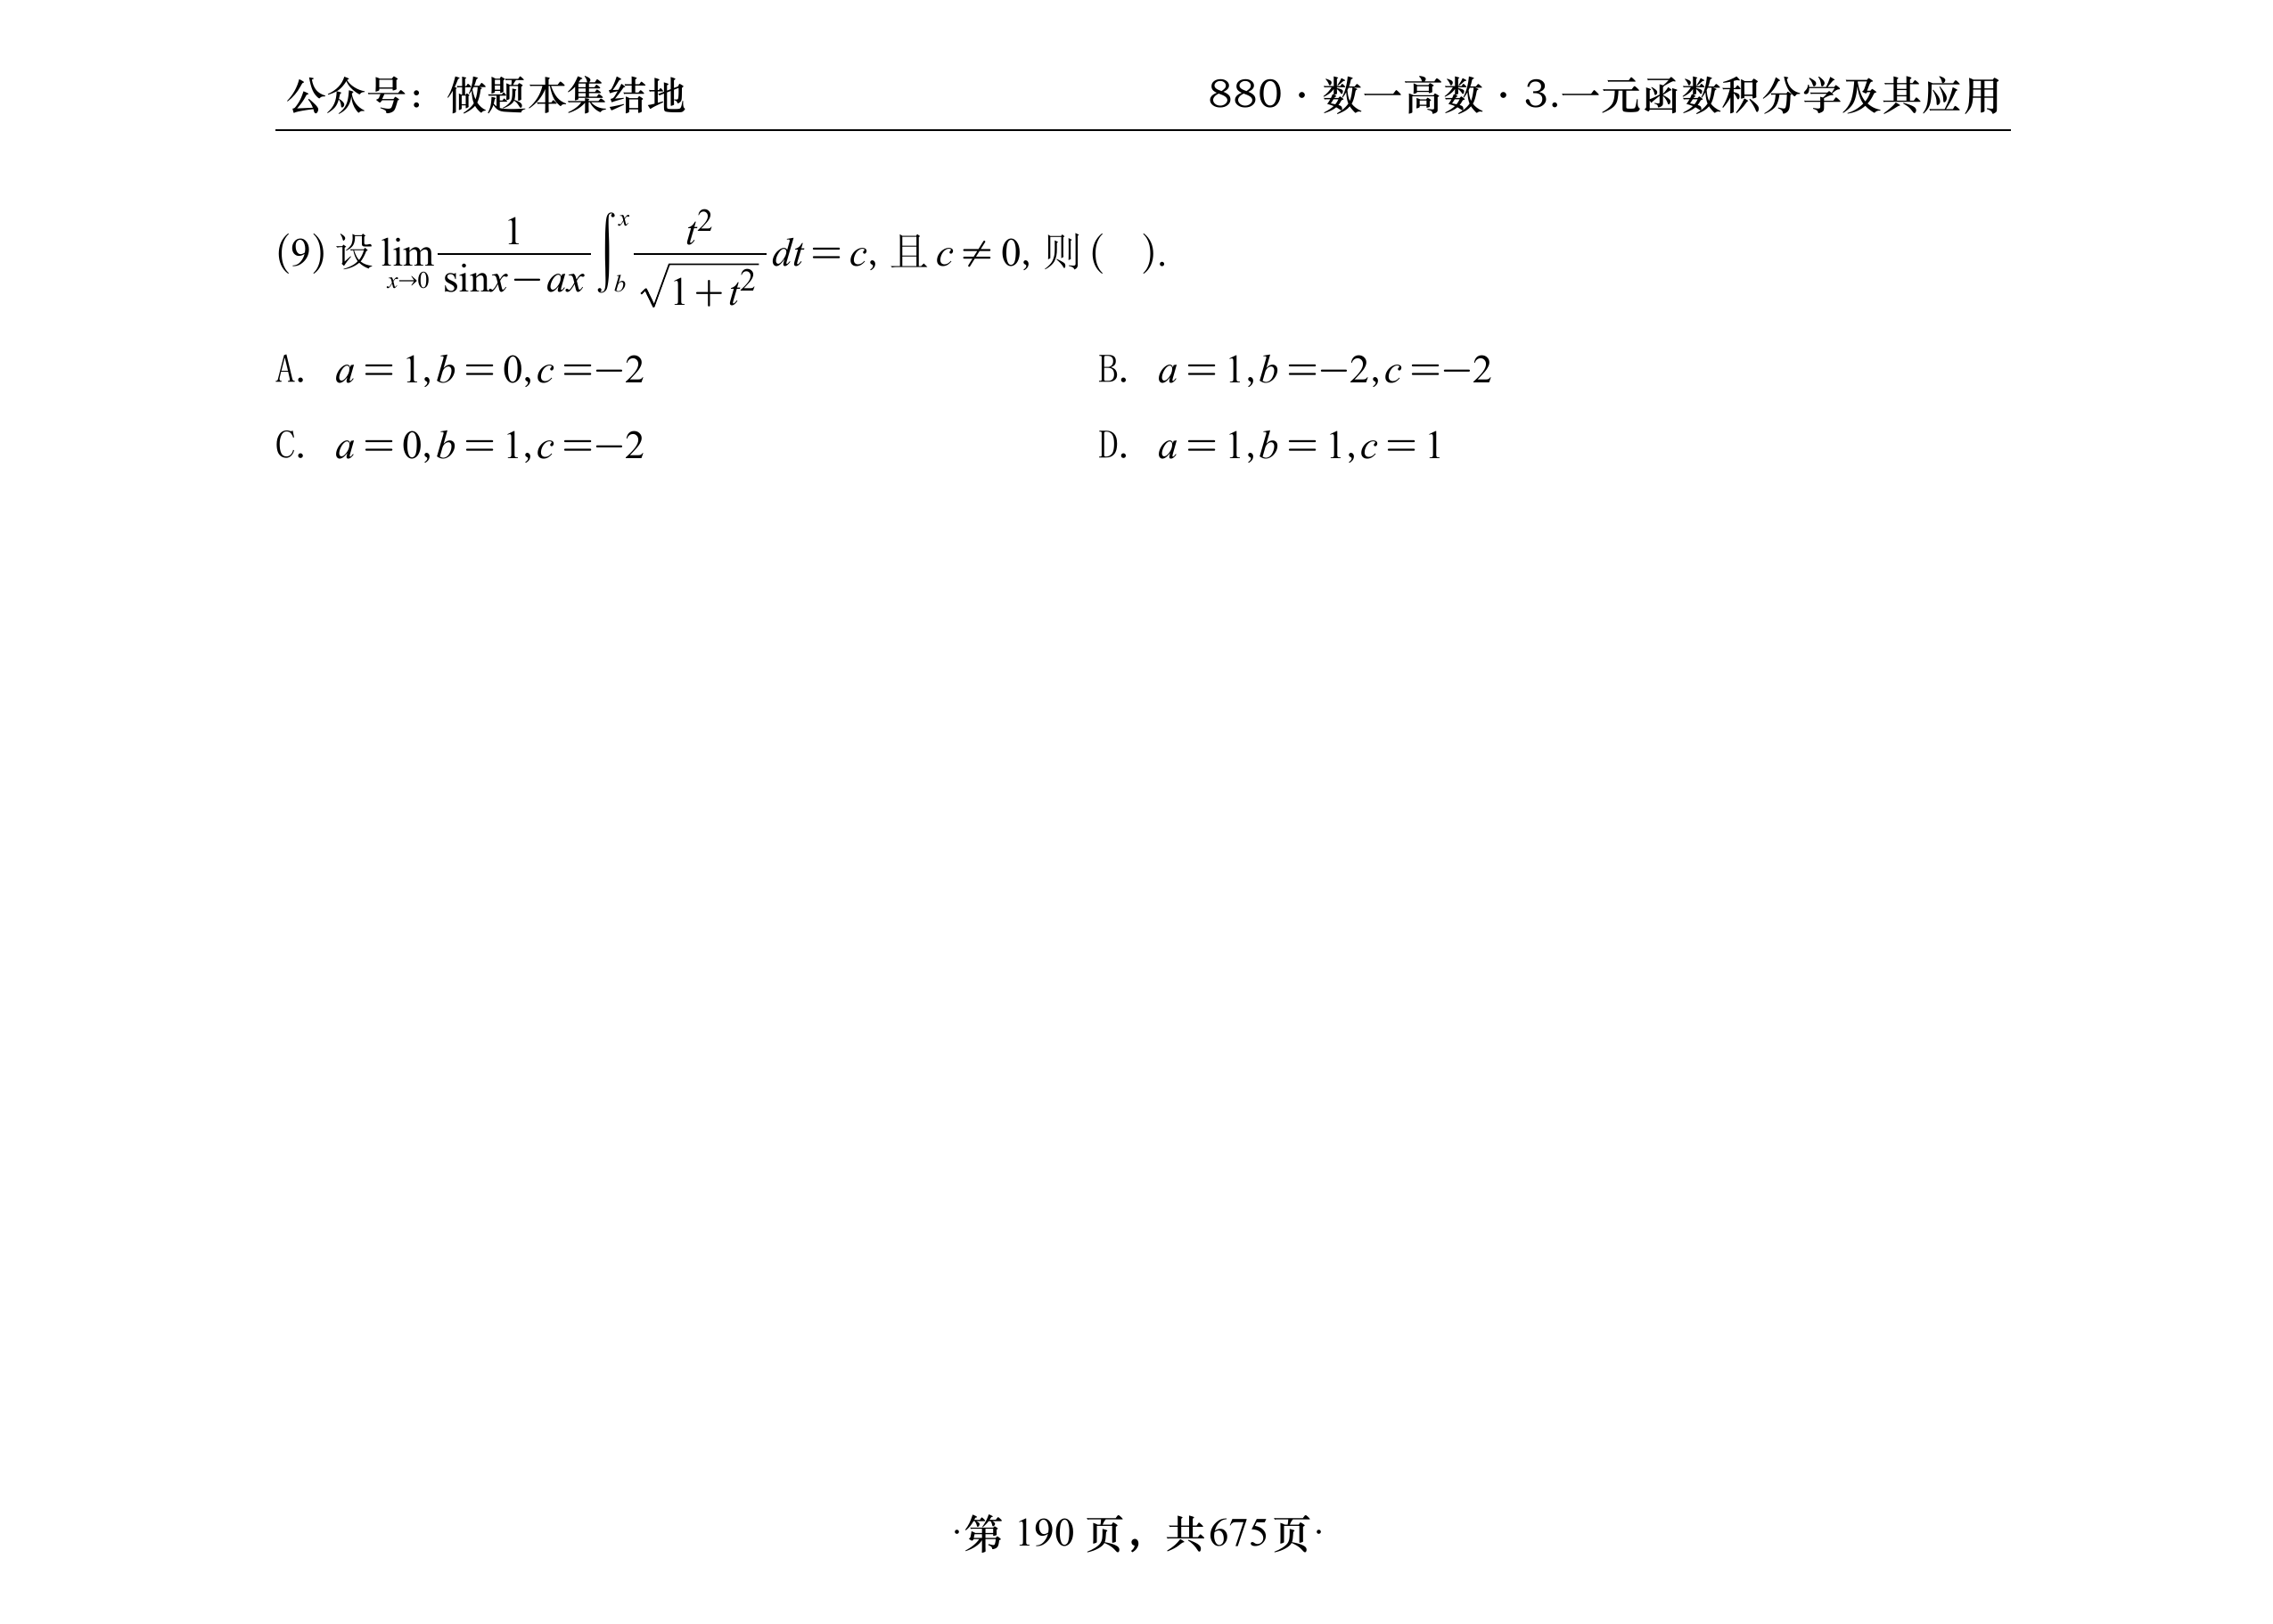 公众号：做题本集结地 880·数一高数·3.一元函数积分学及其应用
(9) 设 $\lim\limits_{x\to 0}\frac{1}{\sin x-ax}\int_b^x\frac{t^2}{\sqrt{1+t^2}}dt=c$, 且 $c\neq 0$, 则 ( ).
A. a=1,b=0,c=−2 B. a=1,b=−2,c=−2
C. a=0,b=1,c=−2 D. a=1,b=1,c=1
·第 190 页，共675页·